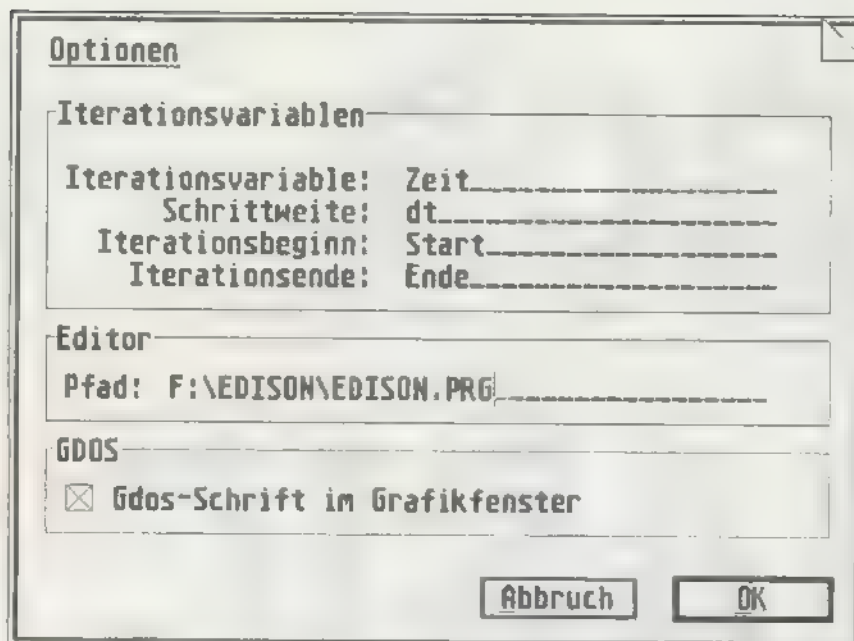 Optionen
Iterationsvariablen
Iterationsvariable: Zeit
Schrittweite: dt
Iterationsbeginn: Start
Iterationsende: Ende
Editor
Pfad: F:\EDISON\EDISON.PRG
GDOS
Gdos-Schrift im Grafikfenster
Abbruch OK